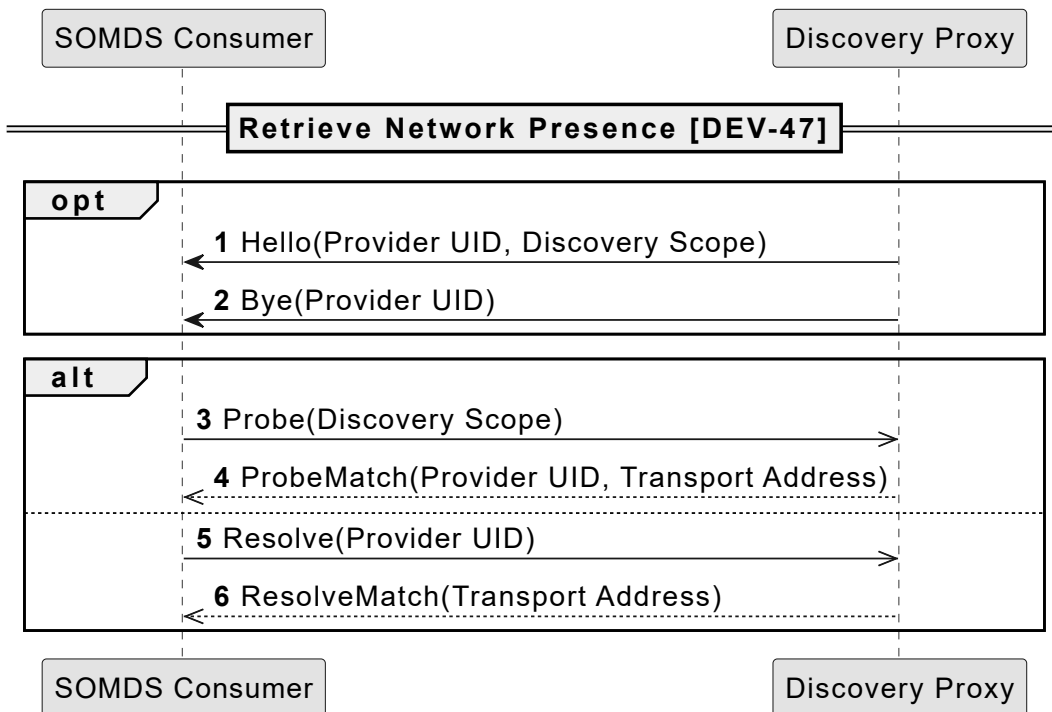 SOMDS Consumer
Discovery Proxy
Retrieve Network Presence [DEV-47]
opt
1 Hello(Provider UID, Discovery Scope)
2 Bye(Provider UID)
alt
3 Probe(Discovery Scope)
4 ProbeMatch(Provider UID, Transport Address)
5 Resolve(Provider UID)
6 ResolveMatch(Transport Address)
SOMDS Consumer
Discovery Proxy